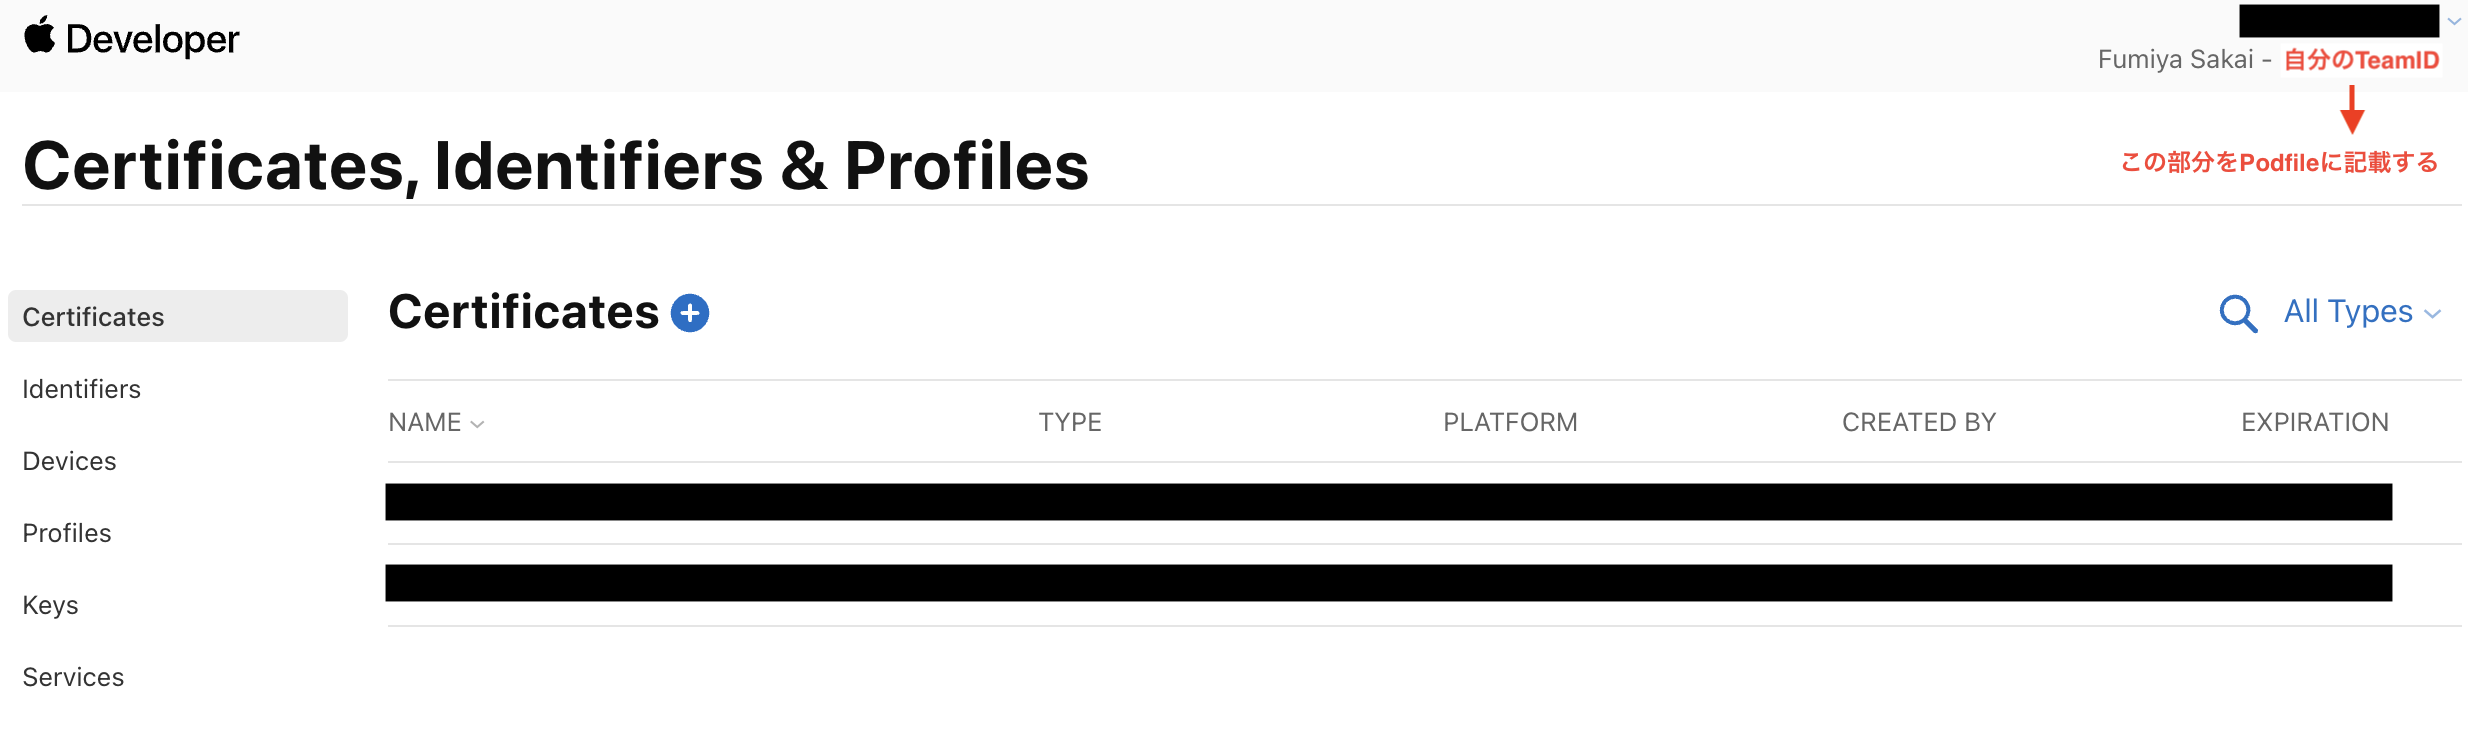 Developer
Fumiya Sakai - 自分のTeamID
この部分をPodfileに記載する
Certificates, Identifiers & Profiles
Certificates
Identifiers
Devices
Profiles
Keys
Services
Certificates
All Types
NAME TYPE PLATFORM CREATED BY EXPIRATION